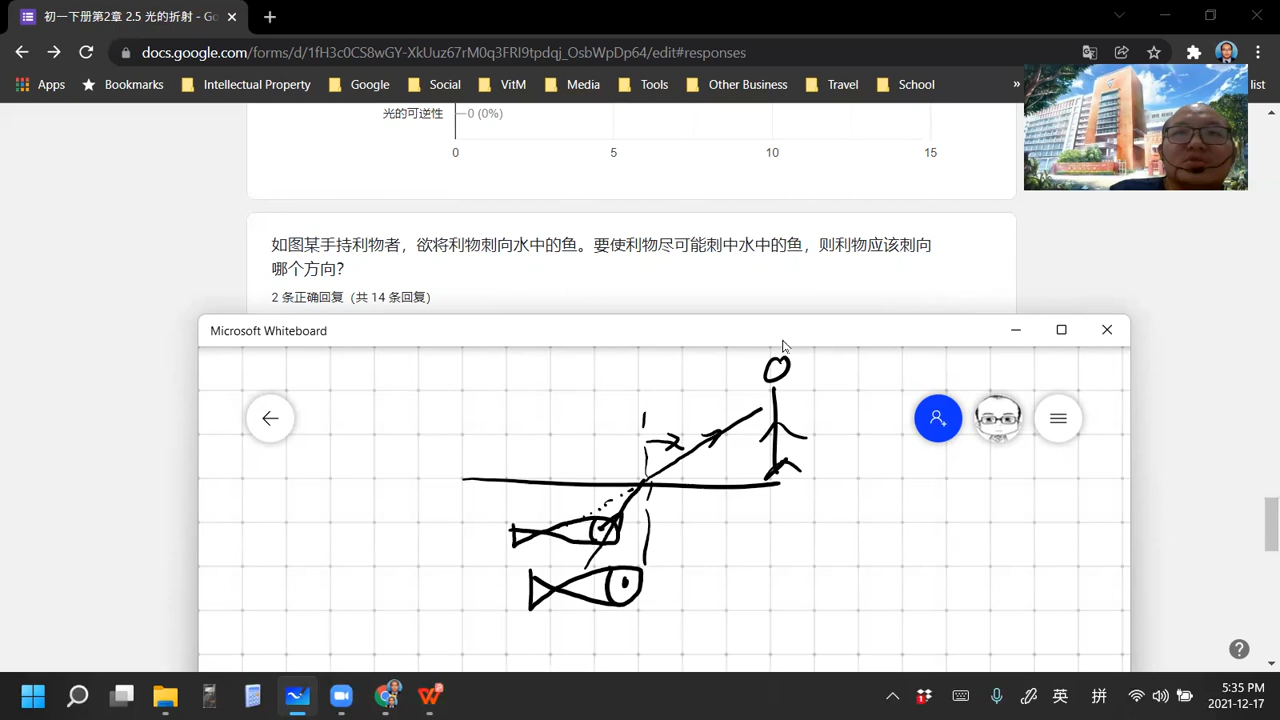 初一下册第2章 2.5 光的折射 - Go
docs.google.com/forms/d/1fH3c0CS8wGY-XkUuz67rM0q3FRI9tpdqj_OsbWpDp64/edit#responses
Apps Bookmarks Intellectual Property Social VitM Media Tools Other Business Travel School » list
光的可逆性 0 (0%)
0 5 10 15
如图某手持利物者，欲将利物刺向水中的鱼。要使利物尽可能刺中水中的鱼，则利物应该刺向
哪个方向？
2 条正确回复（共 14 条回复）
Microsoft Whiteboard
英 拼 5:35 PM
2021-12-17